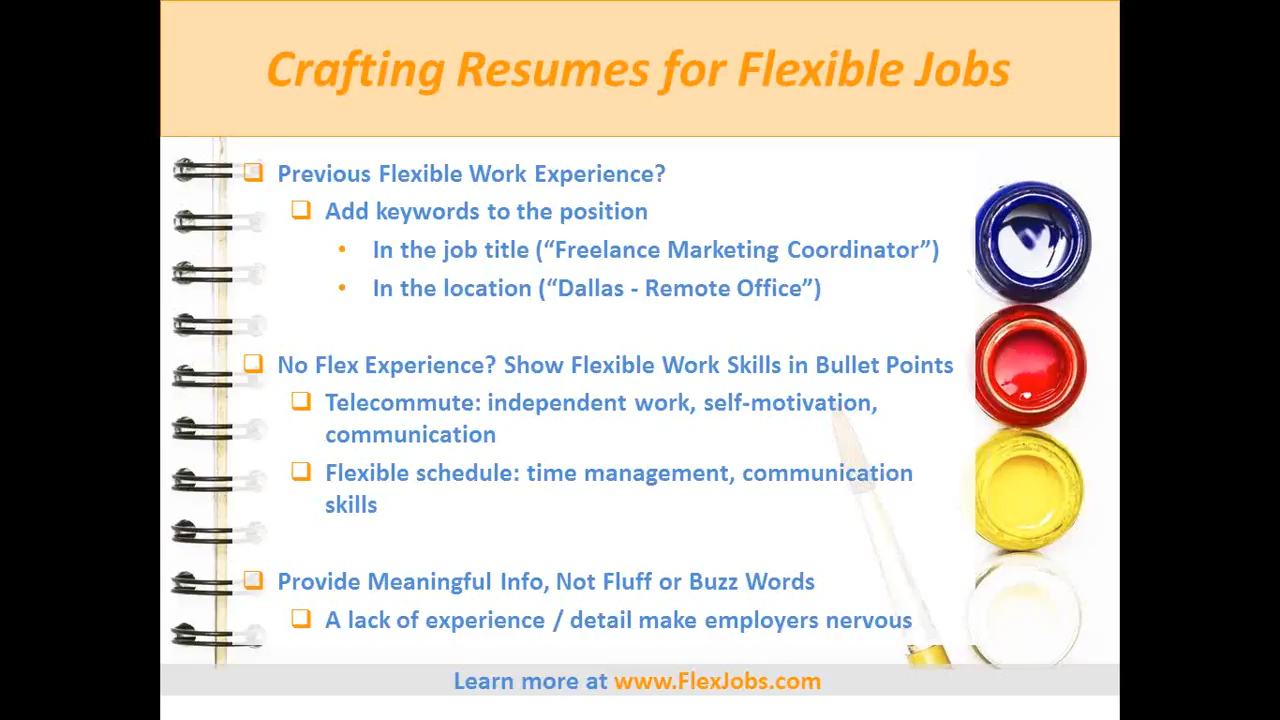 Crafting Resumes for Flexible Jobs
Previous Flexible Work Experience?
Add keywords to the position
In the job title (“Freelance Marketing Coordinator”)
In the location (“Dallas - Remote Office”)
No Flex Experience? Show Flexible Work Skills in Bullet Points
Telecommute: independent work, self-motivation,
communication
Flexible schedule: time management, communication
skills
Provide Meaningful Info, Not Fluff or Buzz Words
A lack of experience / detail make employers nervous
Learn more at www.FlexJobs.com